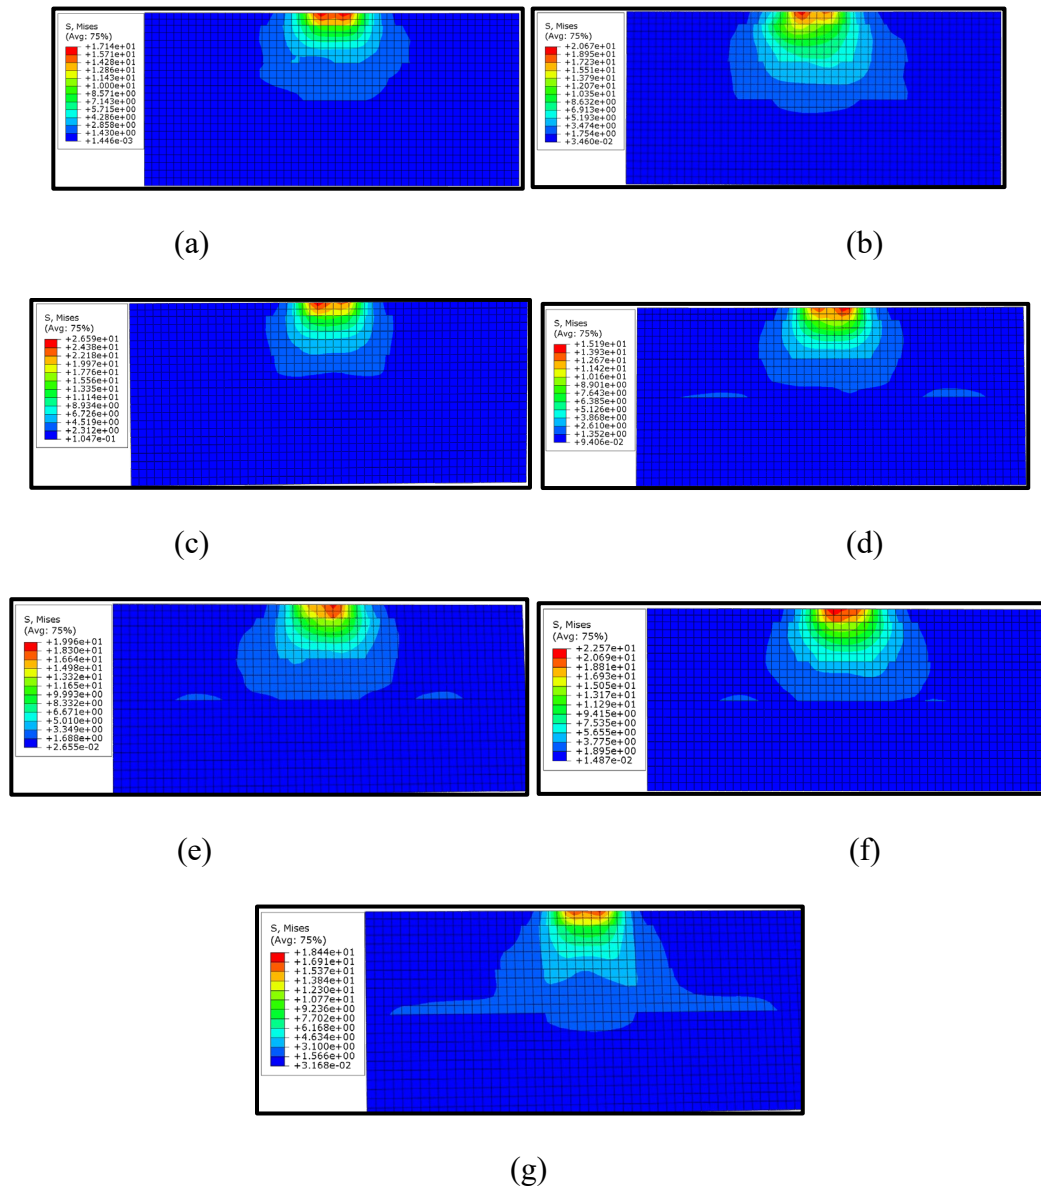 S, Mises
(Avg: 75%)
+1.714e+01
+1.571e+01
+1.428e+01
+1.286e+01
+1.143e+01
+1.000e+01
+8.571e+00
+7.143e+00
+5.715e+00
+4.286e+00
+2.858e+00
+1.430e+00
+1.446e-03
S, Mises
(Avg: 75%)
+2.067e+01
+1.895e+01
+1.723e+01
+1.551e+01
+1.379e+01
+1.207e+01
+1.035e+01
+8.632e+00
+6.913e+00
+5.193e+00
+3.474e+00
+1.754e+00
+3.460e-02
(a)
(b)
S, Mises
(Avg: 75%)
+2.659e+01
+2.438e+01
+2.218e+01
+1.997e+01
+1.776e+01
+1.556e+01
+1.335e+01
+1.114e+01
+8.934e+00
+6.726e+00
+4.519e+00
+2.312e+00
+1.047e-01
S, Mises
(Avg: 75%)
+1.519e+01
+1.393e+01
+1.267e+01
+1.142e+01
+1.016e+01
+8.901e+00
+7.643e+00
+6.385e+00
+5.126e+00
+3.868e+00
+2.610e+00
+1.352e+00
+9.406e-02
(c)
(d)
S, Mises
(Avg: 75%)
+1.996e+01
+1.830e+01
+1.664e+01
+1.498e+01
+1.332e+01
+1.165e+01
+9.993e+00
+8.332e+00
+6.671e+00
+5.010e+00
+3.349e+00
+1.688e+00
+2.655e-02
S, Mises
(Avg: 75%)
+2.257e+01
+2.069e+01
+1.881e+01
+1.693e+01
+1.505e+01
+1.317e+01
+1.129e+01
+9.415e+00
+7.535e+00
+5.655e+00
+3.775e+00
+1.895e+00
+1.487e-02
(e)
(f)
S, Mises
(Avg: 75%)
+1.844e+01
+1.691e+01
+1.537e+01
+1.384e+01
+1.230e+01
+1.077e+01
+9.236e+00
+7.702e+00
+6.168e+00
+4.634e+00
+3.100e+00
+1.566e+00
+3.168e-02
(g)